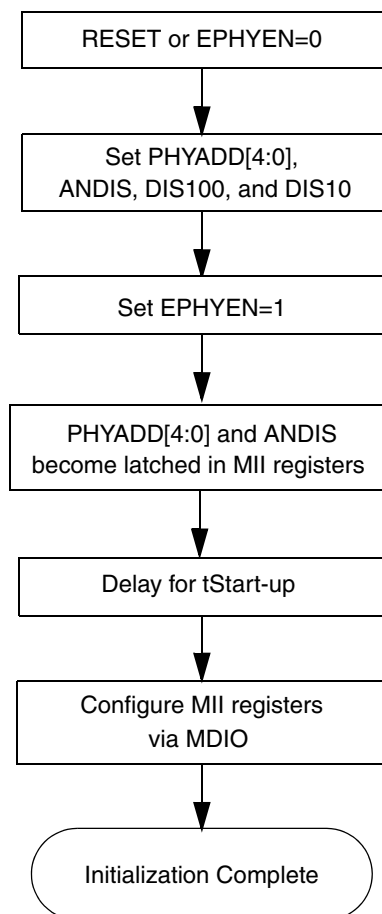 RESET or EPHYEN=0
Set PHYADD[4:0],
ANDIS, DIS100, and DIS10
Set EPHYEN=1
PHYADD[4:0] and ANDIS
become latched in MII registers
Delay for tStart-up
Configure MII registers
via MDIO
Initialization Complete